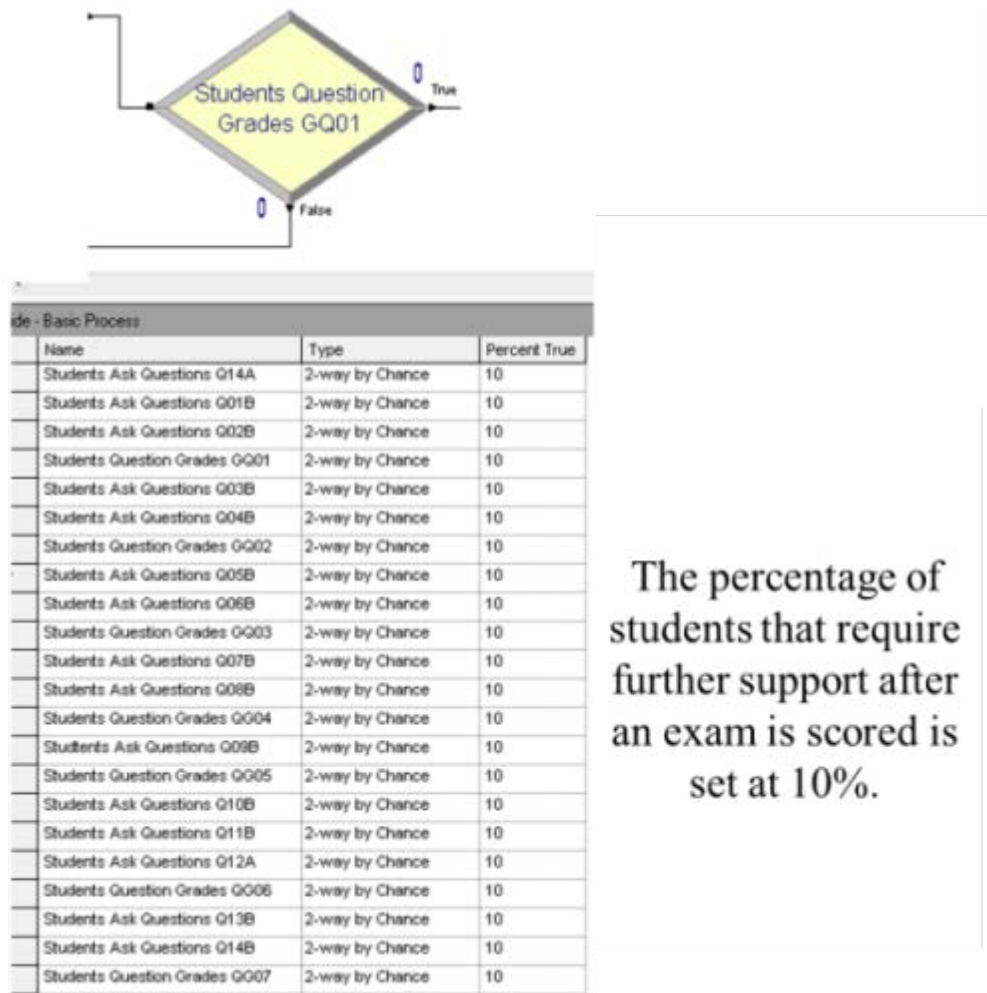 Students Question
Grades GQ01
0
True
0
False
de - Basic Process
Name Type Percent True
Students Ask Questions Q14A 2-way by Chance 10
Students Ask Questions Q01B 2-way by Chance 10
Students Ask Questions Q02B 2-way by Chance 10
Students Question Grades GQ01 2-way by Chance 10
Students Ask Questions Q03B 2-way by Chance 10
Students Ask Questions Q04B 2-way by Chance 10
Students Question Grades GQ02 2-way by Chance 10
Students Ask Questions Q05B 2-way by Chance 10
Students Ask Questions Q06B 2-way by Chance 10
Students Question Grades GQ03 2-way by Chance 10
Students Ask Questions Q07B 2-way by Chance 10
Students Ask Questions Q08B 2-way by Chance 10
Students Question Grades QG04 2-way by Chance 10
Studtents Ask Questions Q09B 2-way by Chance 10
Students Question Grades QG05 2-way by Chance 10
Students Ask Questions Q10B 2-way by Chance 10
Students Ask Questions Q11B 2-way by Chance 10
Students Ask Questions Q12A 2-way by Chance 10
Students Question Grades QG06 2-way by Chance 10
Students Ask Questions Q13B 2-way by Chance 10
Students Ask Questions Q14B 2-way by Chance 10
Students Question Grades QG07 2-way by Chance 10
The percentage of
students that require
further support after
an exam is scored is
set at 10%.